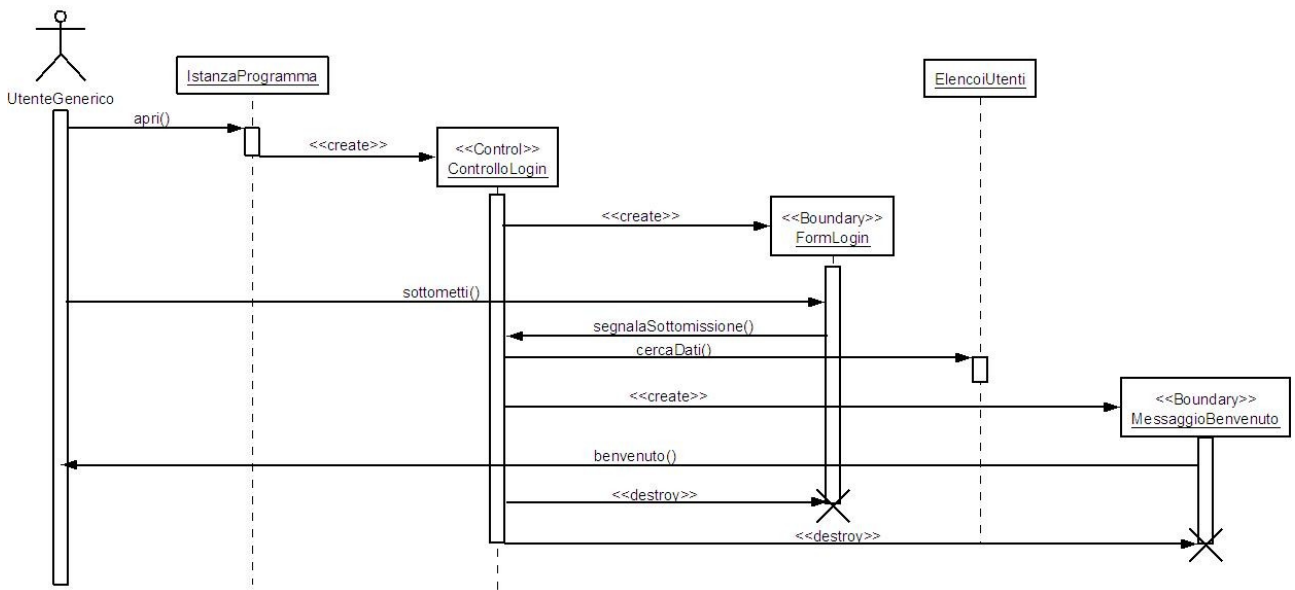 UtenteGenerico
IstanzaProgramma
ElencoiUtenti
apri()
<<create>>
<<Control>>
ControlloLogin
<<create>>
<<Boundary>>
FormLogin
sottometti()
segnalaSottomissione()
cercaDati()
<<create>>
<<Boundary>>
MessaggioBenvenuto
benvenuto()
<<destroy>>
<<destroy>>